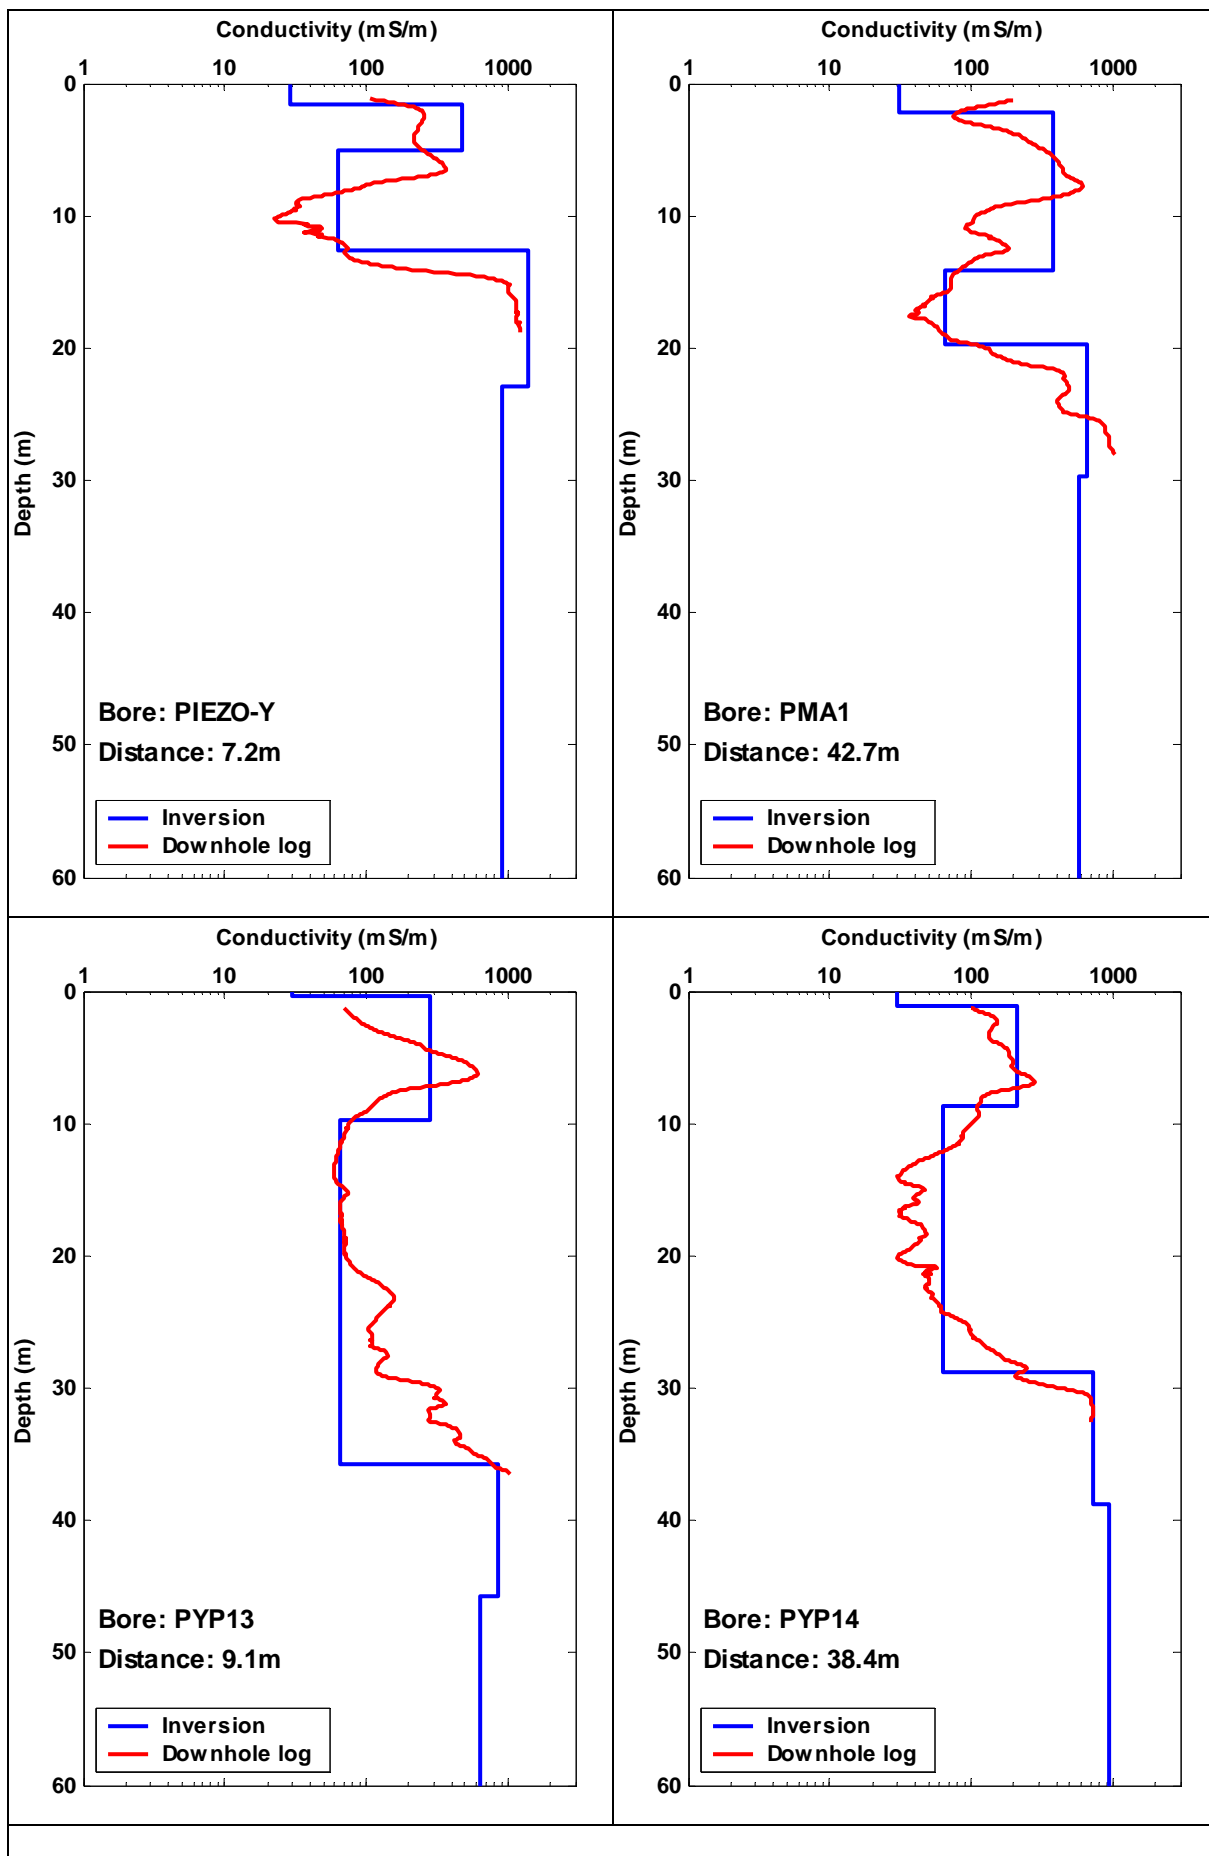 Conductivity (mS/m)
1 10 100 1000
0
10
20
30
40
50
60
Depth (m)
Bore: PIEZO-Y
Distance: 7.2m
Inversion
Downhole log
Conductivity (mS/m)
1 10 100 1000
0
10
20
30
40
50
60
Depth (m)
Bore: PMA1
Distance: 42.7m
Inversion
Downhole log
Conductivity (mS/m)
1 10 100 1000
0
10
20
30
40
50
60
Depth (m)
Bore: PYP13
Distance: 9.1m
Inversion
Downhole log
Conductivity (mS/m)
1 10 100 1000
0
10
20
30
40
50
60
Depth (m)
Bore: PYP14
Distance: 38.4m
Inversion
Downhole log